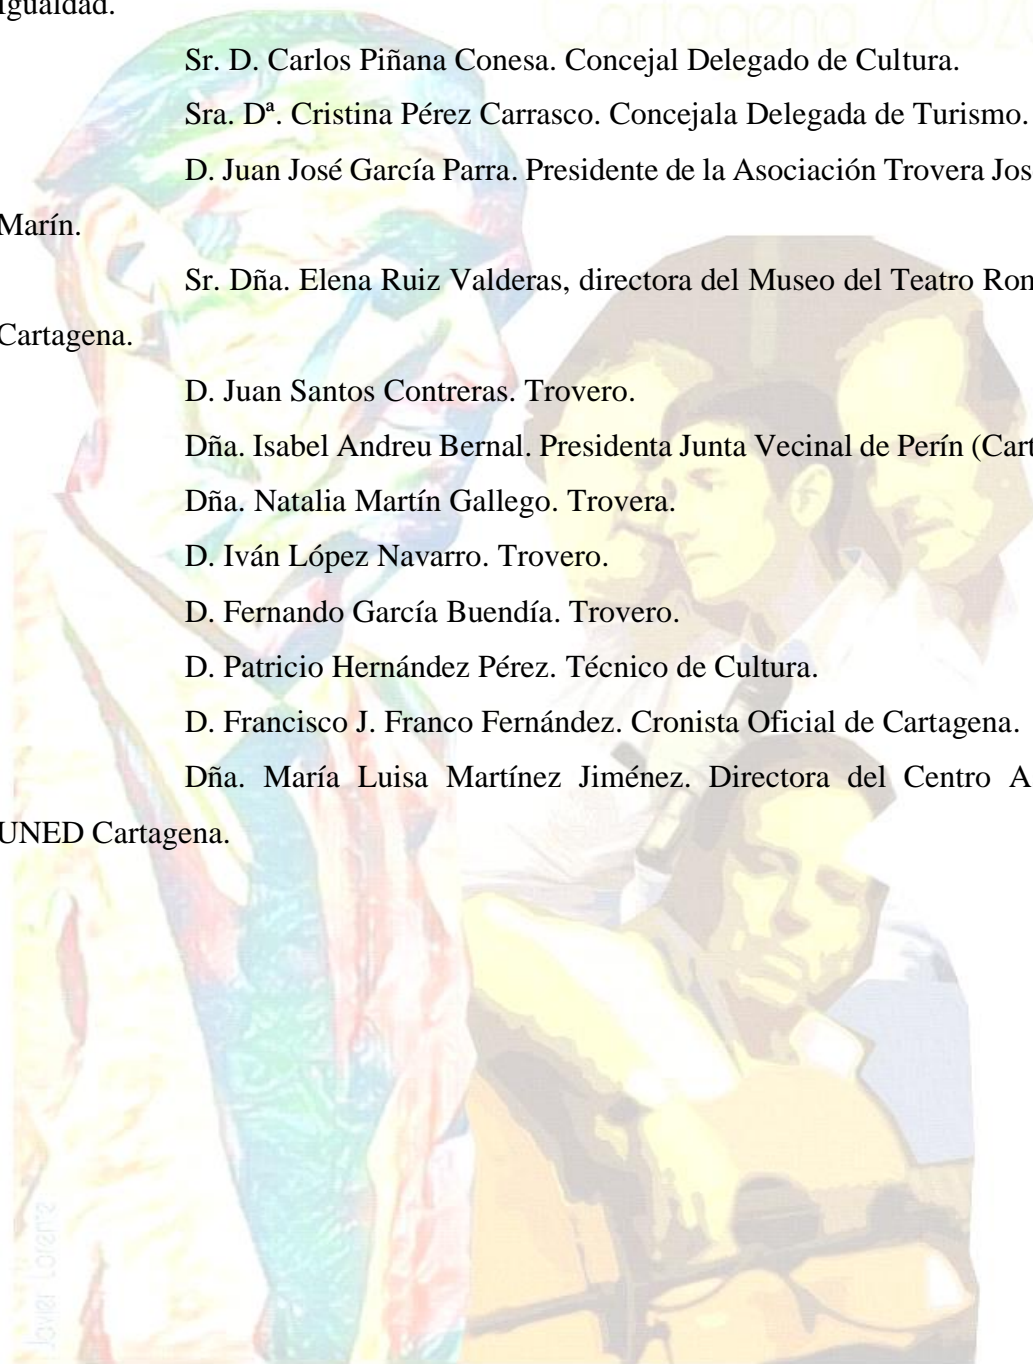 Cartagena 202
Igualdad.
Sr. D. Carlos Piñana Conesa. Concejal Delegado de Cultura.
Sra. Dª. Cristina Pérez Carrasco. Concejala Delegada de Turismo.
D. Juan José García Parra. Presidente de la Asociación Trovera Jos
Marín.
Sr. Dña. Elena Ruiz Valderas, directora del Museo del Teatro Rom
Cartagena.
D. Juan Santos Contreras. Trovero.
Dña. Isabel Andreu Bernal. Presidenta Junta Vecinal de Perín (Cart
Dña. Natalia Martín Gallego. Trovera.
D. Iván López Navarro. Trovero.
D. Fernando García Buendía. Trovero.
D. Patricio Hernández Pérez. Técnico de Cultura.
D. Francisco J. Franco Fernández. Cronista Oficial de Cartagena.
Dña. María Luisa Martínez Jiménez. Directora del Centro A
UNED Cartagena.
Javier Lorente